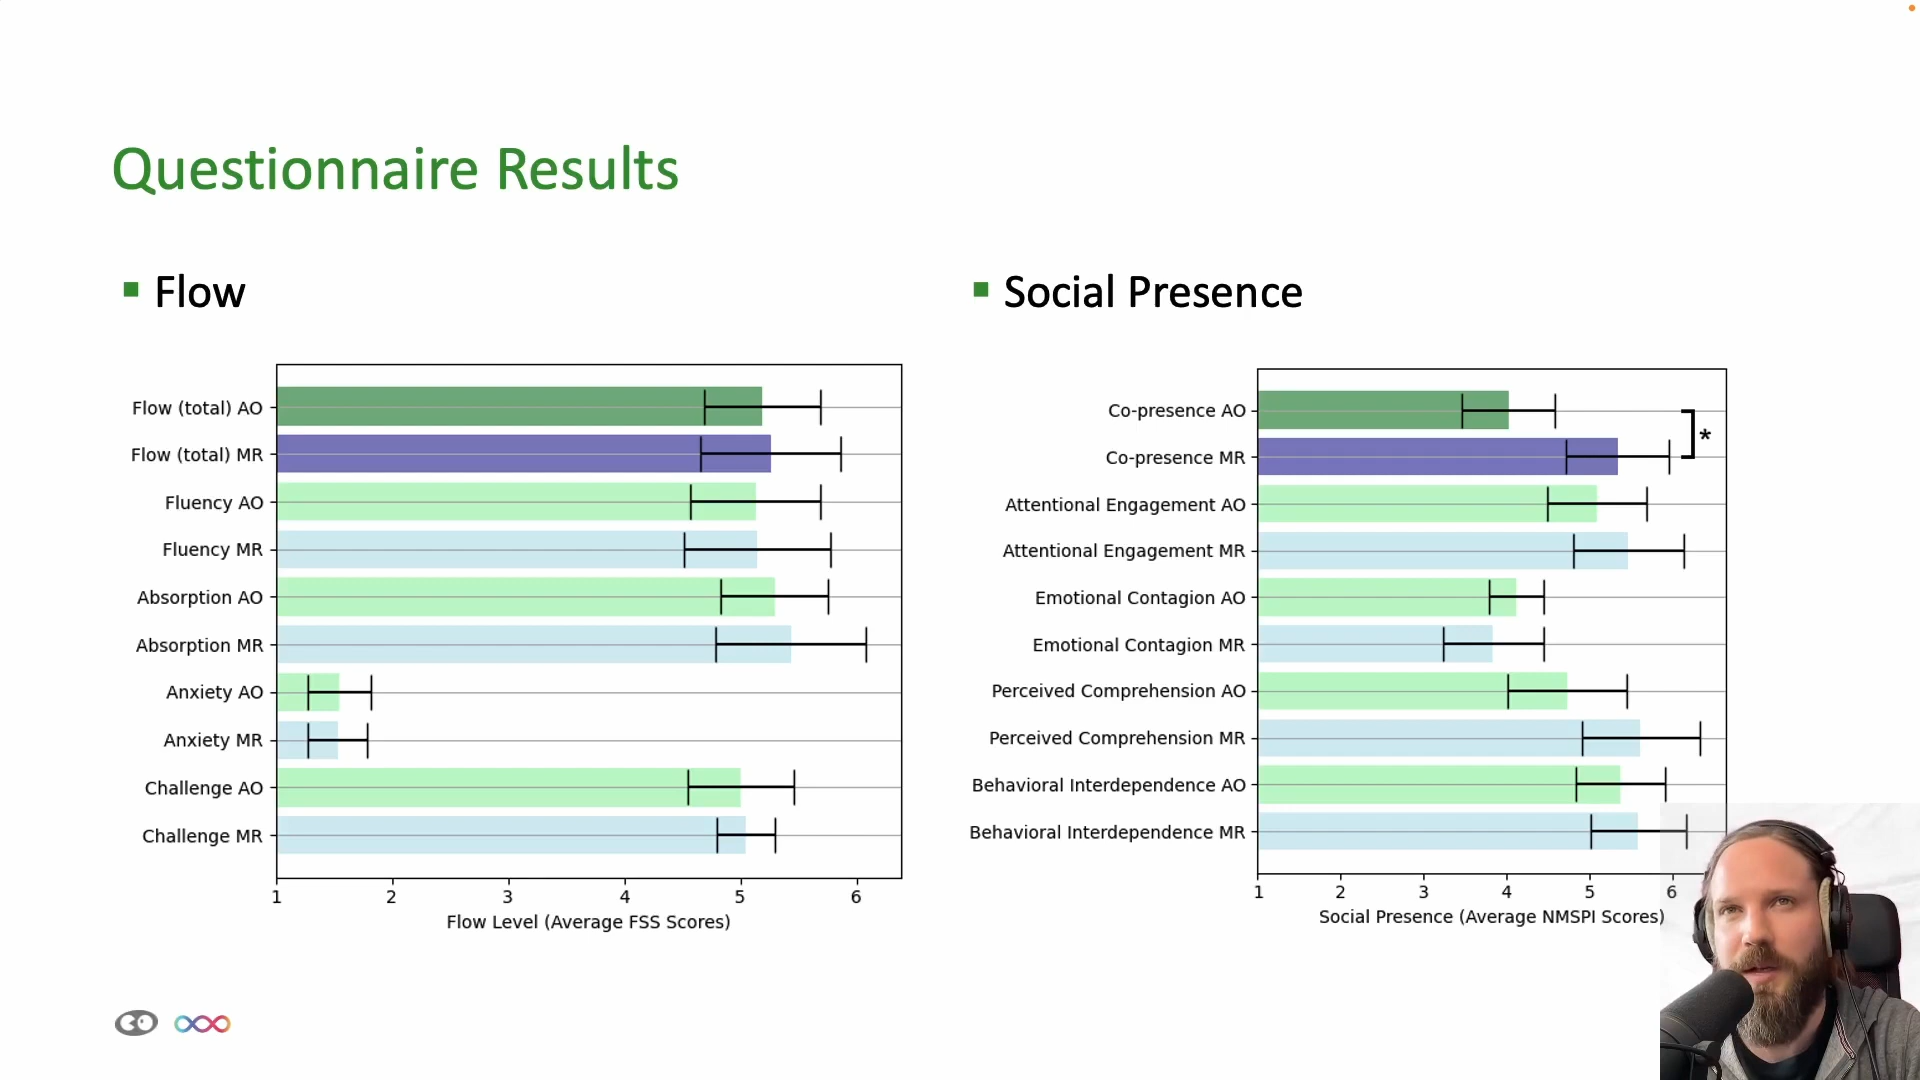 Questionnaire Results
Flow
Flow (total) AO
Flow (total) MR
Fluency AO
Fluency MR
Absorption AO
Absorption MR
Anxiety AO
Anxiety MR
Challenge AO
Challenge MR
1 2 3 4 5 6
Flow Level (Average FSS Scores)
Social Presence
Co-presence AO
Co-presence MR
*
Attentional Engagement AO
Attentional Engagement MR
Emotional Contagion AO
Emotional Contagion MR
Perceived Comprehension AO
Perceived Comprehension MR
Behavioral Interdependence AO
Behavioral Interdependence MR
1 2 3 4 5 6
Social Presence (Average NMSPI Scores)